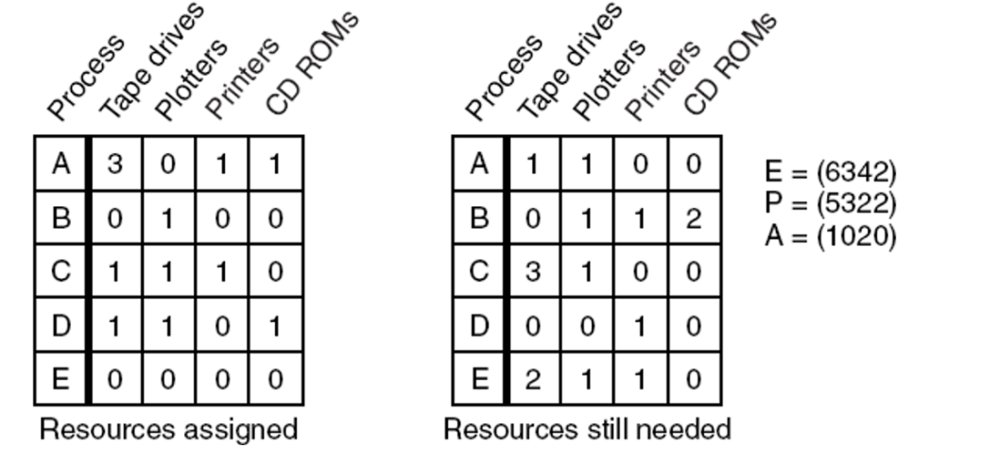 Process Tape drives Plotters Printers CD ROMs
A 3 0 1 1
B 0 1 0 0
C 1 1 1 0
D 1 1 0 1
E 0 0 0 0
Resources assigned
Process Tape drives Plotters Printers CD ROMs
A 1 1 0 0
B 0 1 1 2
C 3 1 0 0
D 0 0 1 0
E 2 1 1 0
Resources still needed
E = (6342)
P = (5322)
A = (1020)